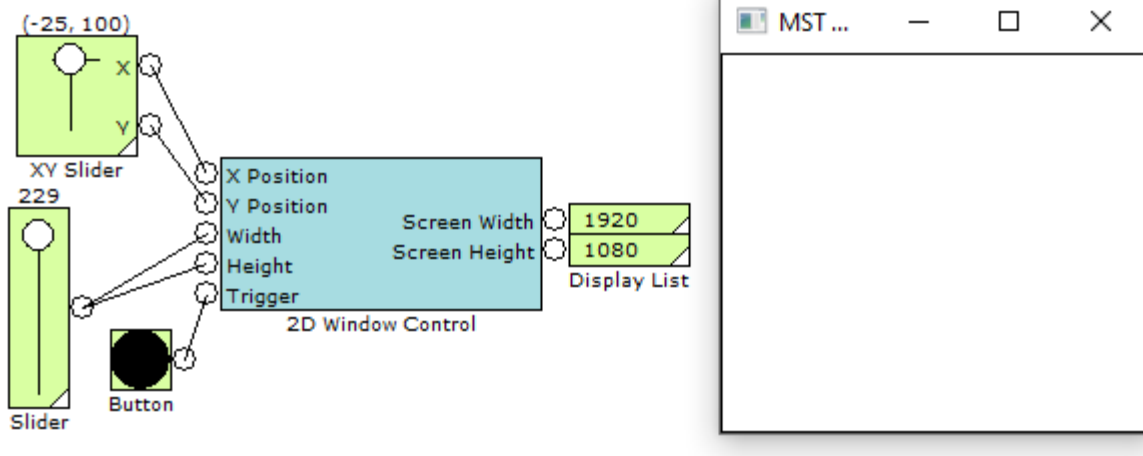 (-25, 100)
X
Y
XY Slider
229
Slider
Button
X Position
Y Position
Width
Height
Trigger
Screen Width
Screen Height
2D Window Control
1920
1080
Display List
MST ...